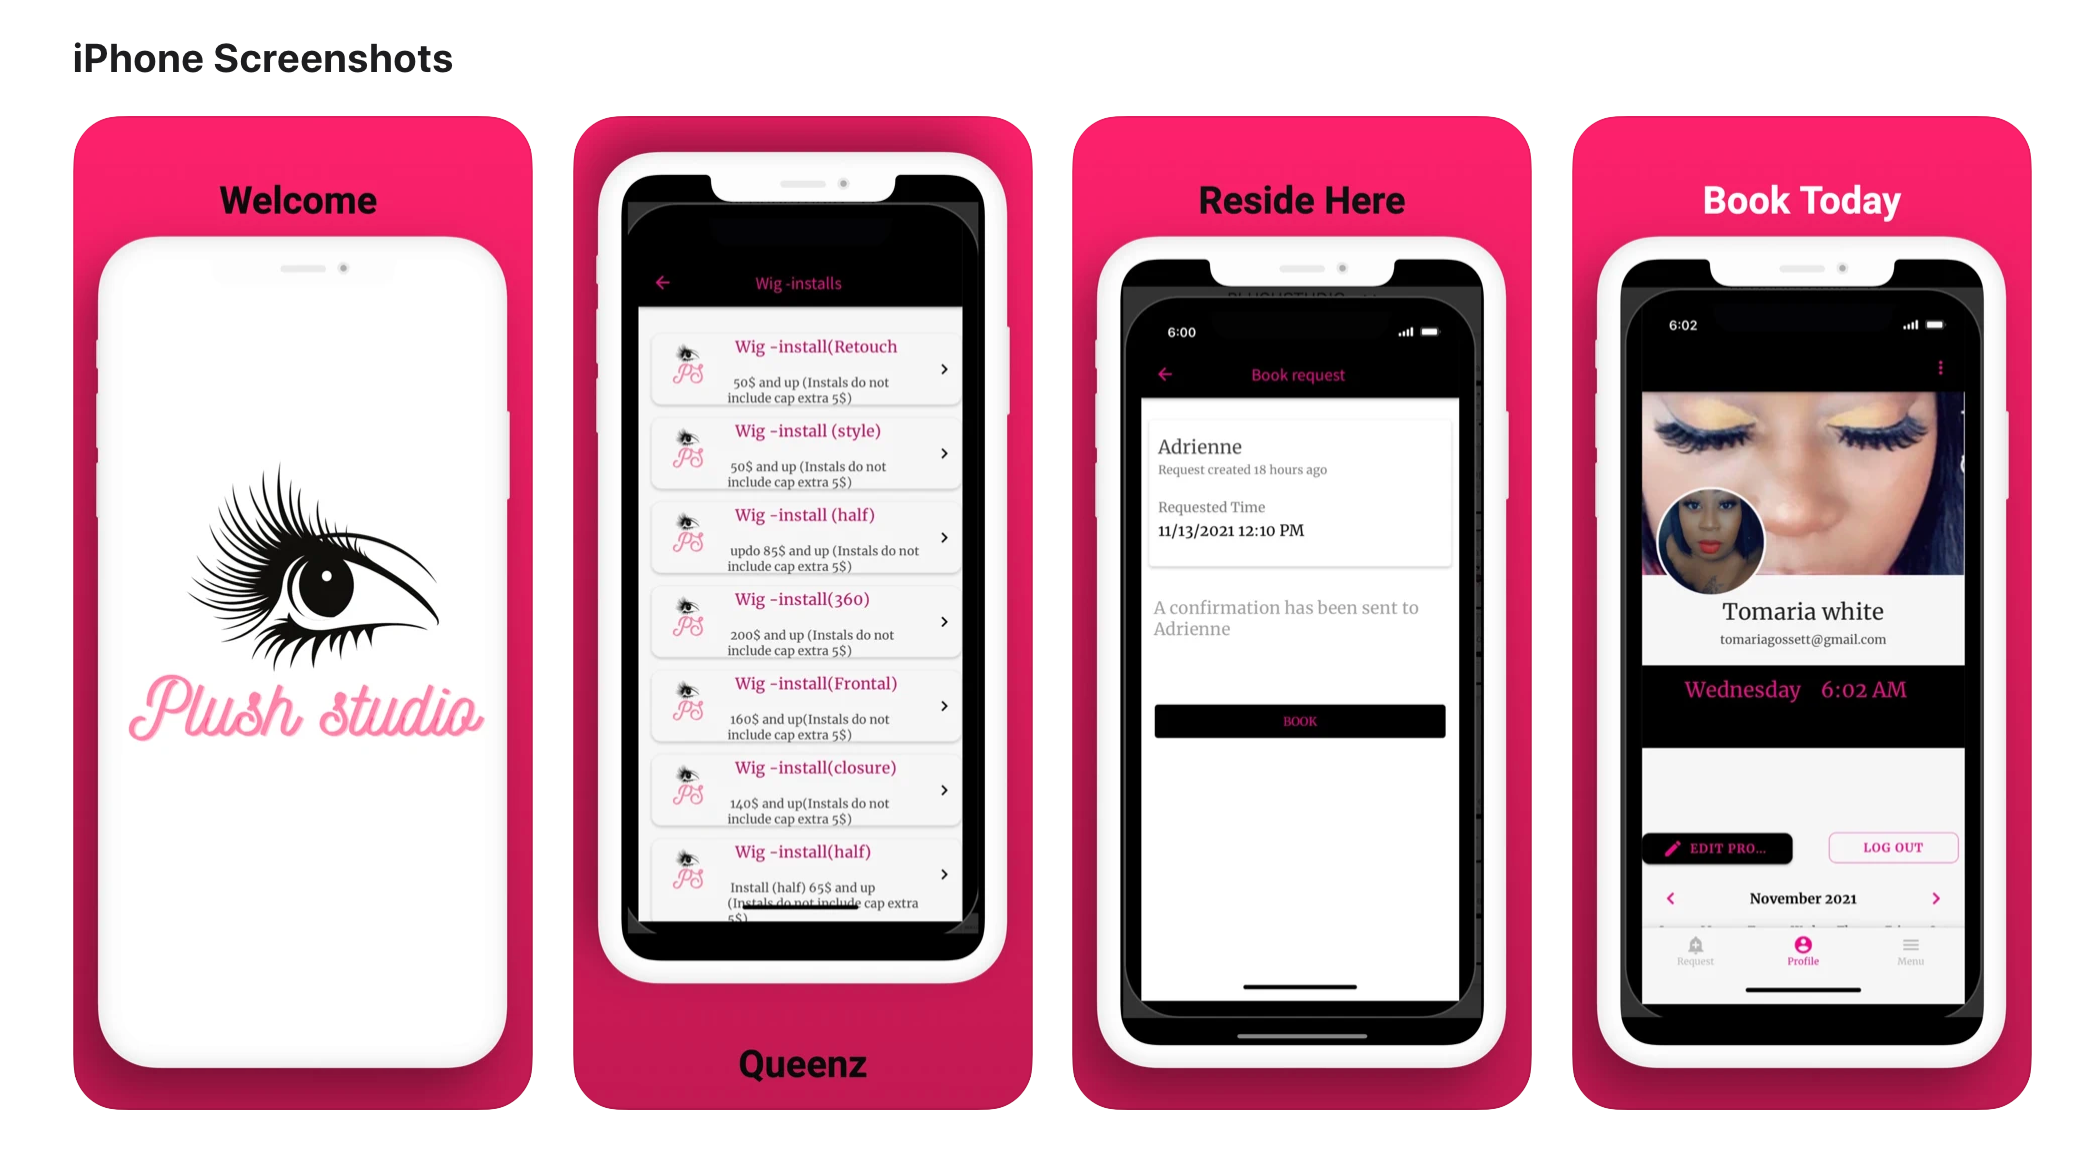 iPhone Screenshots
Welcome
Plush studio
Wig -installs
PS
Wig -install(Retouch
50$ and up (Instals do not
include cap extra 5$)
PS
Wig -install (style)
50$ and up (Instals do not
include cap extra 5$)
PS
Wig -install (half)
updo 85$ and up (Instals do not
include cap extra 5$)
PS
Wig -install(360)
200$ and up (Instals do not
include cap extra 5$)
PS
Wig -install(Frontal)
160$ and up(Instals do not
include cap extra 5$)
PS
Wig -install(closure)
140$ and up(Instals do not
include cap extra 5$)
PS
Wig -install(half)
Install (half) 65$ and up
(Instals do not include cap extra
5$)
Queenz
Reside Here
6:00
Book request
Adrienne
Request created 18 hours ago
Requested Time
11/13/2021 12:10 PM
A confirmation has been sent to
Adrienne
BOOK
Book Today
6:02
Tomaria white
tomariagossett@gmail.com
Wednesday 6:02 AM
EDIT PRO...
LOG OUT
November 2021
Request
Profile
Menu